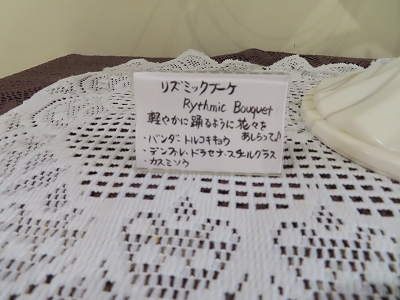 リズミックブーケ
Rythmic Bouquet
軽やかに踊るように花々を
あしらって♪
・バンダ・トルコキキョウ
・デンファレ・ドラセナ・スチールグラス
・カスミソウ